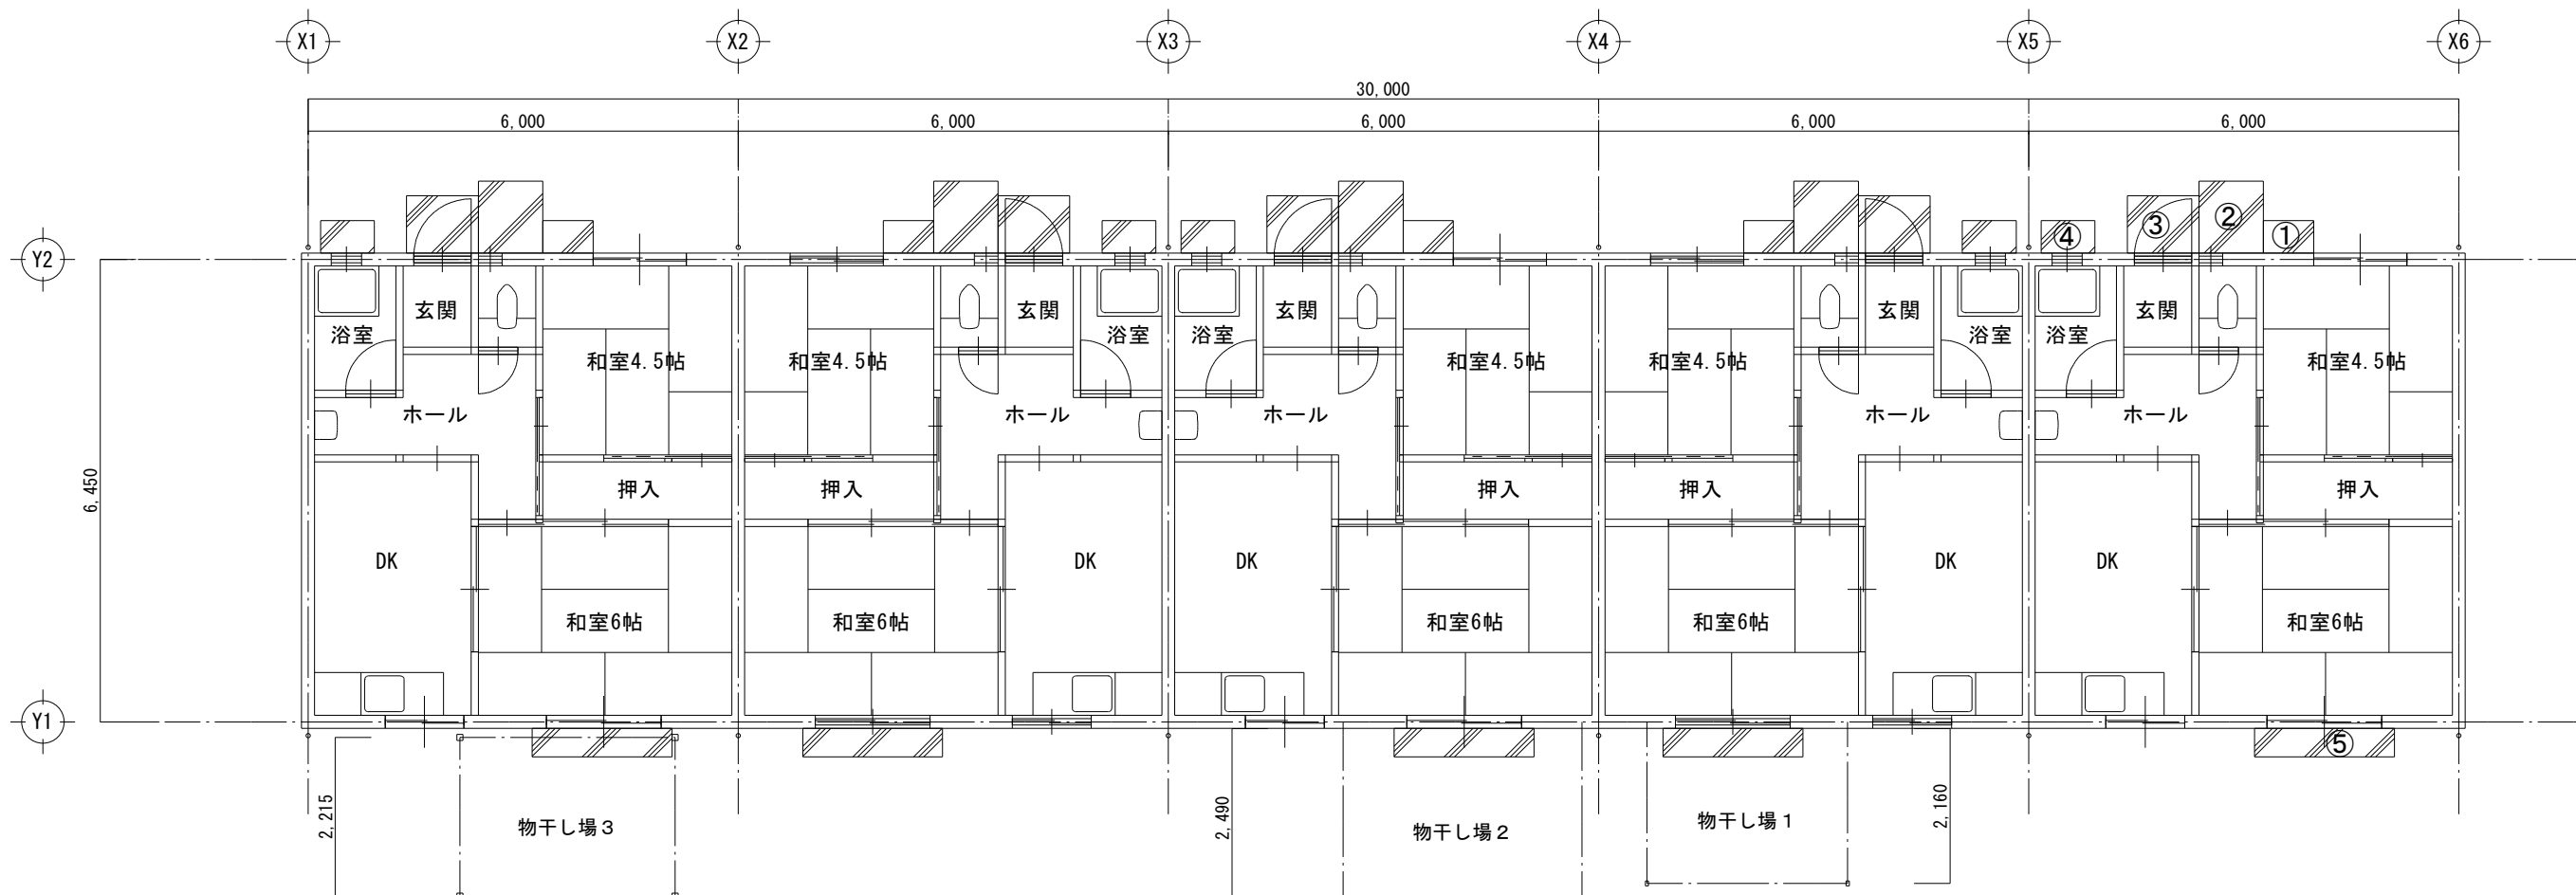 X1 X2 X3 X4 X5 X6
30,000
6,000 6,000 6,000 6,000 6,000
④ ③ ② ①
Y2
玄関 玄関 玄関 玄関 玄関
浴室 浴室 浴室 浴室 浴室
和室4.5帖 和室4.5帖 和室4.5帖 和室4.5帖 和室4.5帖
ホール ホール ホール ホール ホール
6,450
押入 押入 押入 押入 押入
DK DK DK DK DK
和室6帖 和室6帖 和室6帖 和室6帖 和室6帖
Y1
⑤
2,215 2,490 2,160
物干し場3 物干し場2 物干し場1